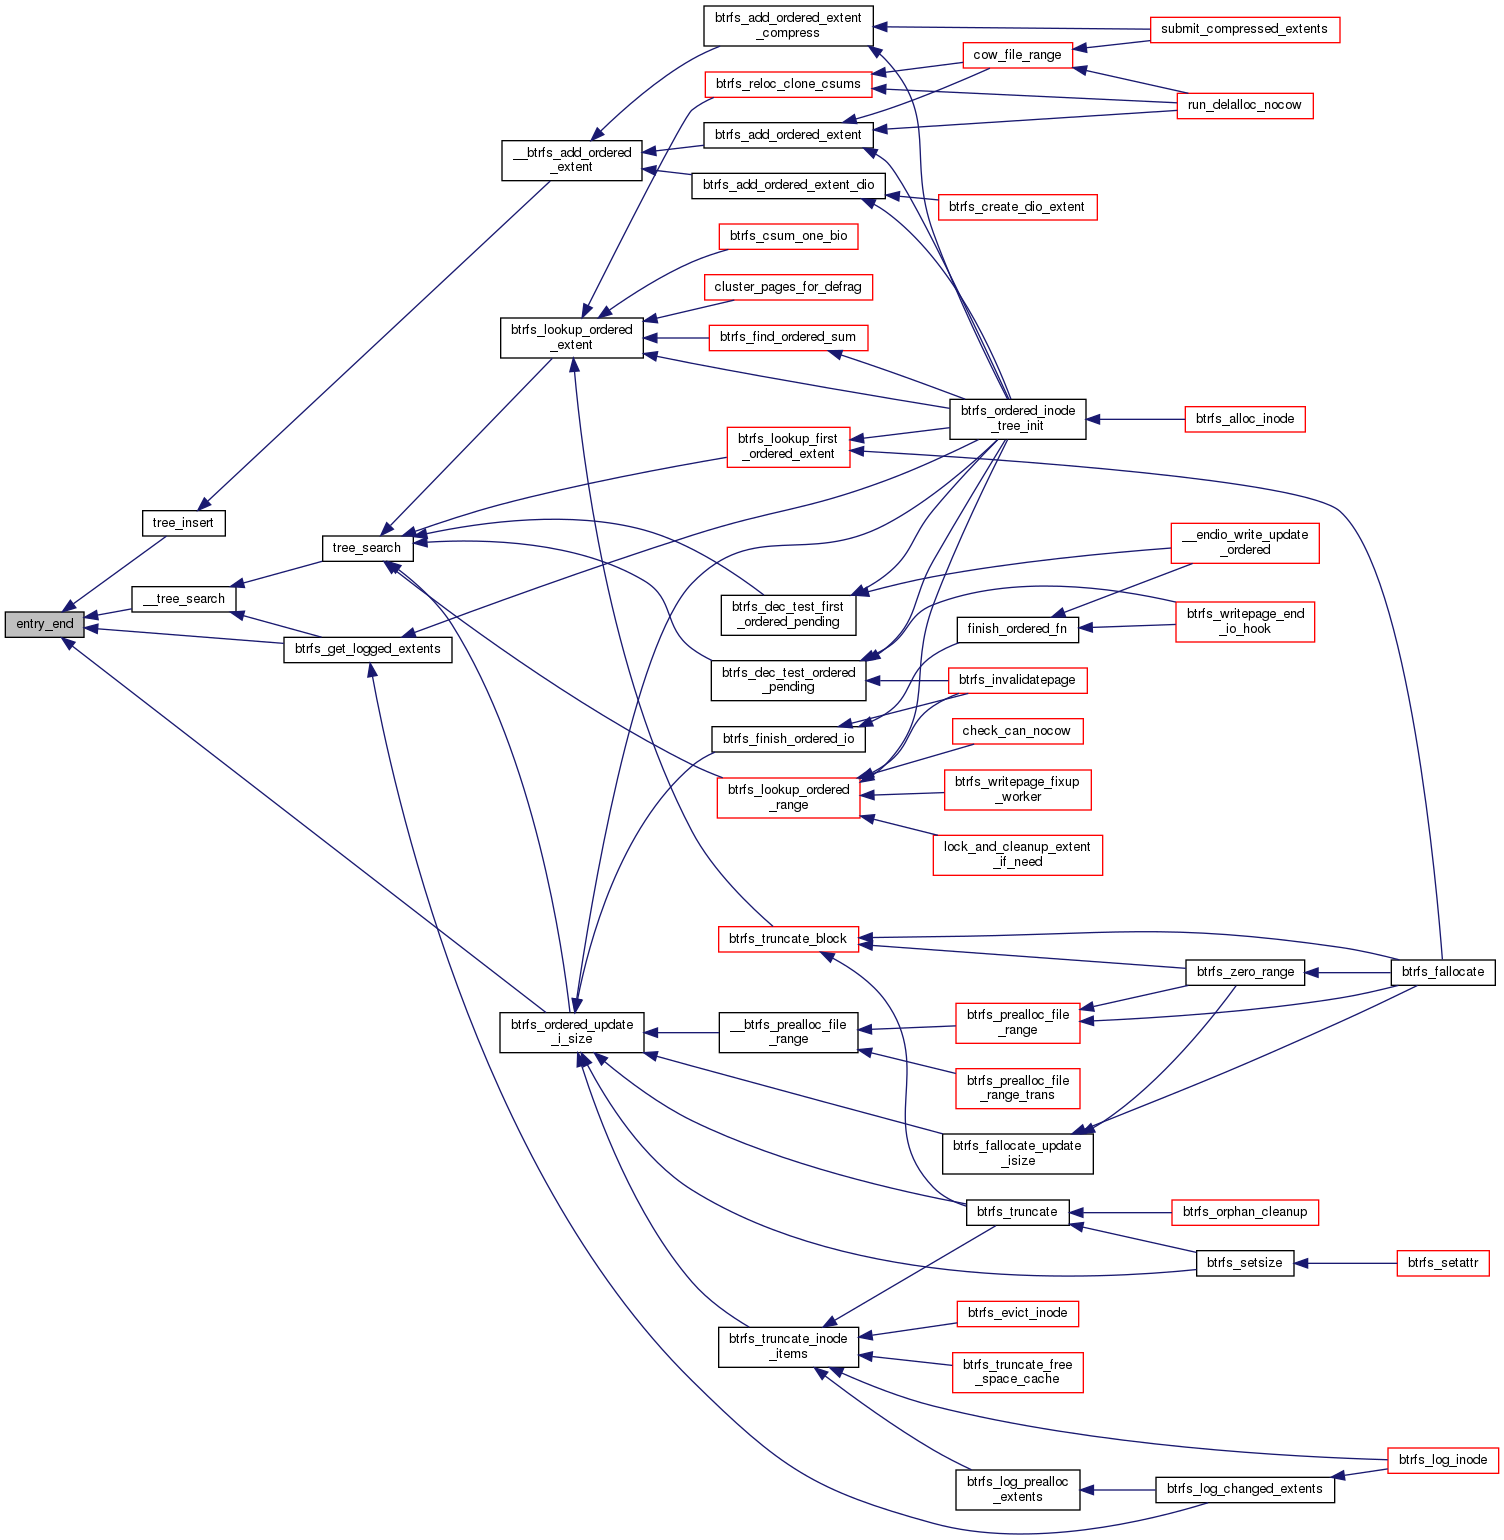 btrfs_add_ordered_extent
_compress
submit_compressed_extents
cow_file_range
btrfs_reloc_clone_csums
run_delalloc_nocow
btrfs_add_ordered_extent
__btrfs_add_ordered
_extent
btrfs_add_ordered_extent_dio
btrfs_create_dio_extent
btrfs_csum_one_bio
cluster_pages_for_defrag
btrfs_lookup_ordered
_extent
btrfs_find_ordered_sum
btrfs_ordered_inode
_tree_init
btrfs_alloc_inode
btrfs_lookup_first
_ordered_extent
tree_insert
tree_search
__endio_write_update
_ordered
__tree_search
btrfs_dec_test_first
_ordered_pending
entry_end
finish_ordered_fn
btrfs_writepage_end
_io_hook
btrfs_get_logged_extents
btrfs_dec_test_ordered
_pending
btrfs_invalidatepage
btrfs_finish_ordered_io
check_can_nocow
btrfs_lookup_ordered
_range
btrfs_writepage_fixup
_worker
lock_and_cleanup_extent
_if_need
btrfs_truncate_block
btrfs_zero_range
btrfs_fallocate
btrfs_ordered_update
_i_size
__btrfs_prealloc_file
_range
btrfs_prealloc_file
_range
btrfs_prealloc_file
_range_trans
btrfs_fallocate_update
_isize
btrfs_truncate
btrfs_orphan_cleanup
btrfs_setsize
btrfs_setattr
btrfs_evict_inode
btrfs_truncate_inode
_items
btrfs_truncate_free
_space_cache
btrfs_log_inode
btrfs_log_prealloc
_extents
btrfs_log_changed_extents